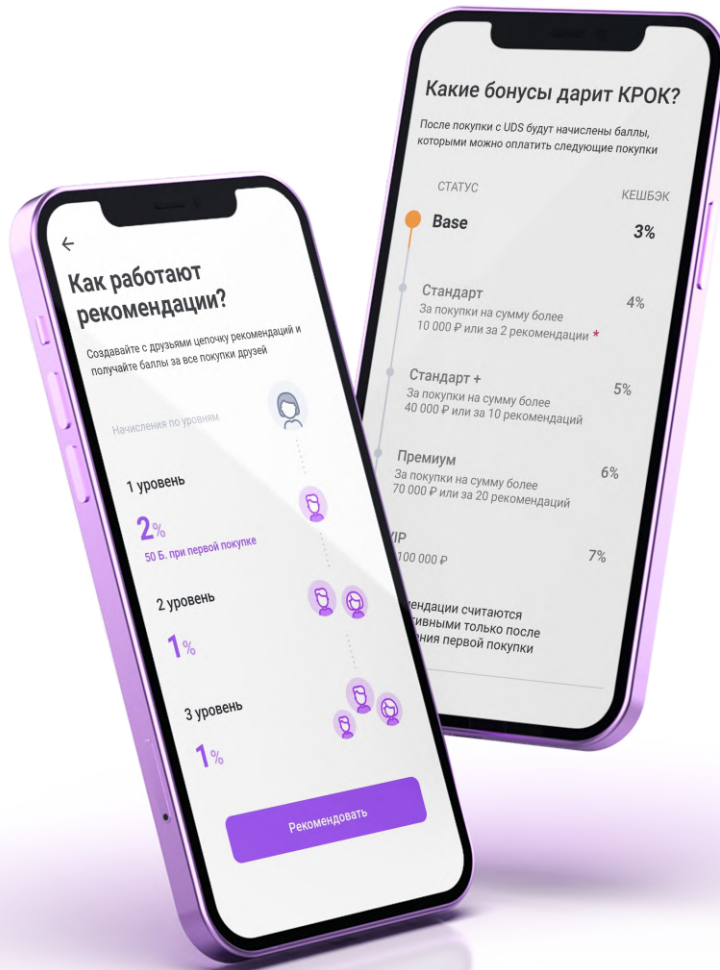 Как работают
рекомендации?
Создавайте с друзьями цепочку рекомендаций и
получайте баллы за все покупки друзей
Начисления по уровням
1 уровень
2%
50 Б. при первой покупке
2 уровень
1%
3 уровень
1%
Рекомендовать
Какие бонусы дарит КРОК?
После покупки с UDS будут начислены баллы,
которыми можно оплатить следующие покупки
СТАТУС КЕШБЭК
Base 3%
Стандарт 4%
За покупки на сумму более
10 000 ₽ или за 2 рекомендации *
Стандарт + 5%
За покупки на сумму более
40 000 ₽ или за 10 рекомендаций
Премиум 6%
За покупки на сумму более
70 000 ₽ или за 20 рекомендаций
7%
100 000 ₽
считаются
только после
первой покупки